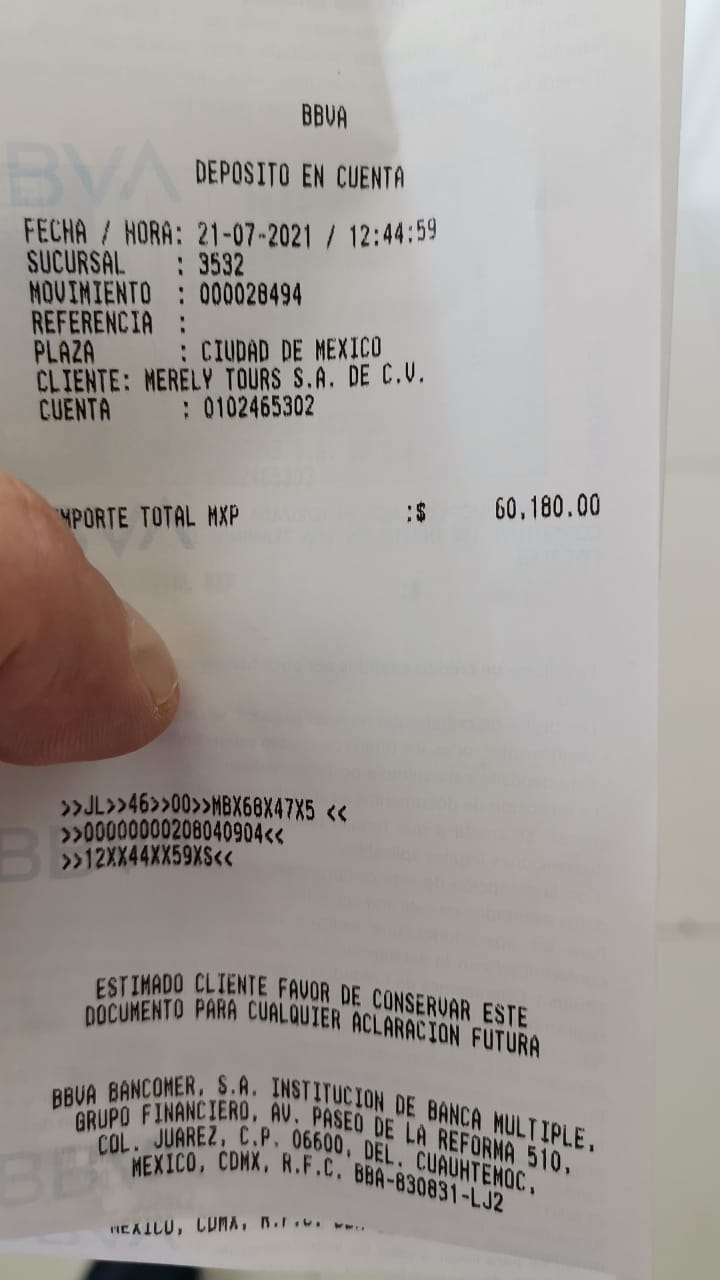 BBVA
DEPOSITO EN CUENTA
FECHA / HORA: 21-07-2021 / 12:44:59
SUCURSAL : 3532
MOVIMIENTO : 000028494
REFERENCIA :
PLAZA : CIUDAD DE MEXICO
CLIENTE: MERELY TOURS S.A. DE C.V.
CUENTA : 0102465302
MPORTE TOTAL MXP :$ 60,180.00
>>JL>>46>>00>>MBX68X47X5 <<
>>00000000208040904<<
>>12XX44XX59XS<<
ESTIMADO CLIENTE FAVOR DE CONSERVAR ESTE
DOCUMENTO PARA CUALQUIER ACLARACION FUTURA
BBVA BANCOMER, S.A. INSTITUCION DE BANCA MULTIPLE,
GRUPO FINANCIERO, AV. PASEO DE LA REFORMA 510,
COL. JUAREZ, C.P. 06600, DEL. CUAUHTEMOC,
MEXICO, CDMX, R.F.C. BBA-830831-LJ2
MEXICO, CDMX, R.F.C.